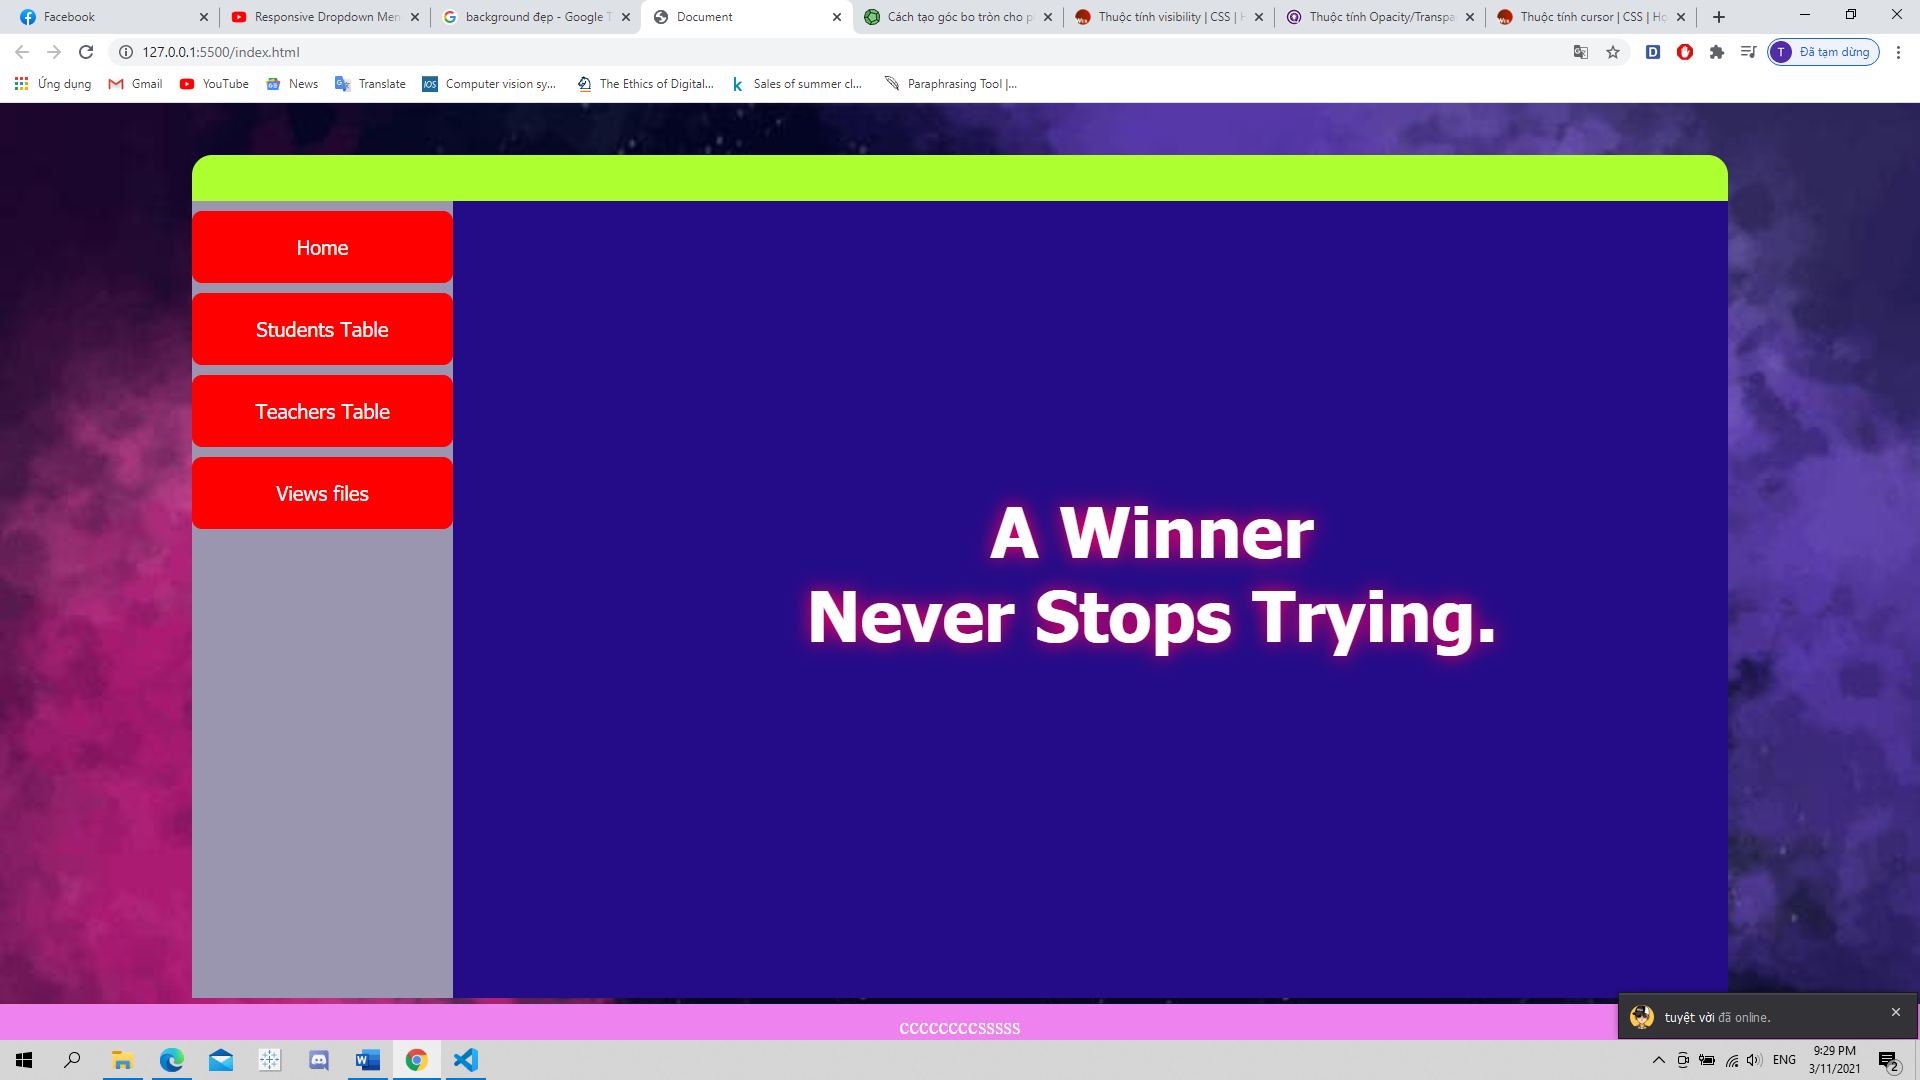 Facebook
Responsive Dropdown Men
background đẹp - Google T
Document
Cách tạo góc bo tròn cho p
Thuộc tính visibility | CSS | H
Thuộc tính Opacity/Transpa
Thuộc tính cursor | CSS | Họ
127.0.0.1:5500/index.html
D
T
Đã tạm dừng
Ứng dụng
Gmail
YouTube
News
Translate
IOS
Computer vision sy...
The Ethics of Digital...
k
Sales of summer cl...
Paraphrasing Tool |...
Home
Students Table
Teachers Table
Views files
A Winner
Never Stops Trying.
ccccccccsssss
tuyệt vời đã online.
W
ENG
9:29 PM
3/11/2021
2